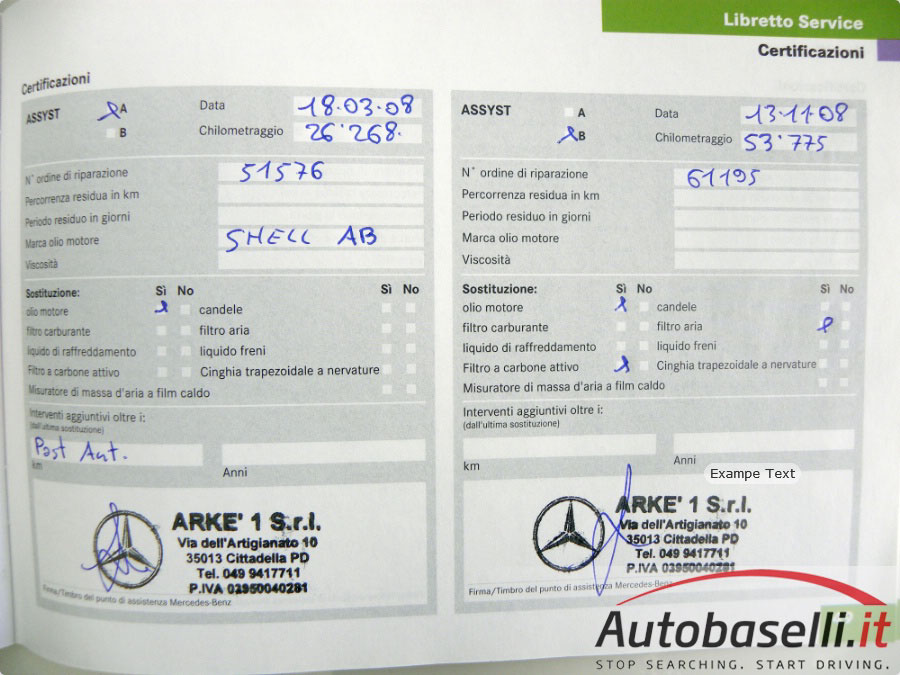 Libretto Service
Certificazioni
Certificazioni
ASSYST A
B
Data 18.03.08
Chilometraggio 26'268.
N° ordine di riparazione 51576
Percorrenza residua in km
Periodo residuo in giorni
Marca olio motore SHELL AB
Viscosità
Sostituzione: Sì No Sì No
olio motore candele
filtro carburante filtro aria
liquido di raffreddamento liquido freni
Filtro a carbone attivo Cinghia trapezoidale a nervature
Misuratore di massa d'aria a film caldo
Interventi aggiuntivi oltre i:
(dall'ultima sostituzione)
Past Ant.
km Anni
ARKE' 1 S.r.l.
Via dell'Artigianato 10
35013 Cittadella PD
Tel. 049 9417711
P.IVA 03950040281
Firma/Timbro del punto di assistenza Mercedes-Benz
ASSYST A
B
Data 13.11.08
Chilometraggio 53'775
N° ordine di riparazione 61195
Percorrenza residua in km
Periodo residuo in giorni
Marca olio motore
Viscosità
Sostituzione: Sì No Sì No
olio motore candele
filtro carburante filtro aria
liquido di raffreddamento liquido freni
Filtro a carbone attivo Cinghia trapezoidale a nervature
Misuratore di massa d'aria a film caldo
Interventi aggiuntivi oltre i:
(dall'ultima sostituzione)
km Anni
Exampe Text
ARKE' 1 S.r.l.
Via dell'Artigianato 10
35013 Cittadella PD
Tel. 049 9417711
P.IVA 03950040281
Firma/Timbro del punto di assistenza Mercedes-Benz
Autobaselli.it
STOP SEARCHING. START DRIVING.